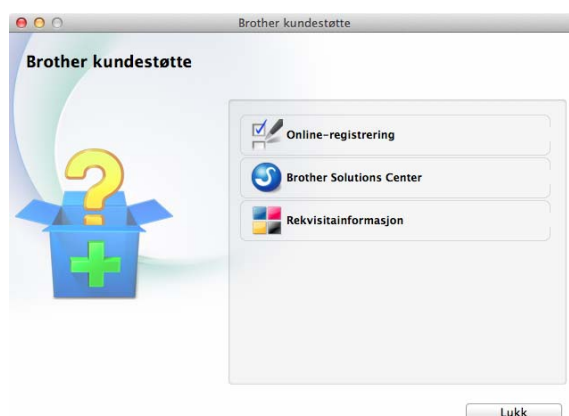 Brother kundestøtte
Brother kundestøtte
Online-registrering
Brother Solutions Center
Rekvisitainformasjon
Lukk